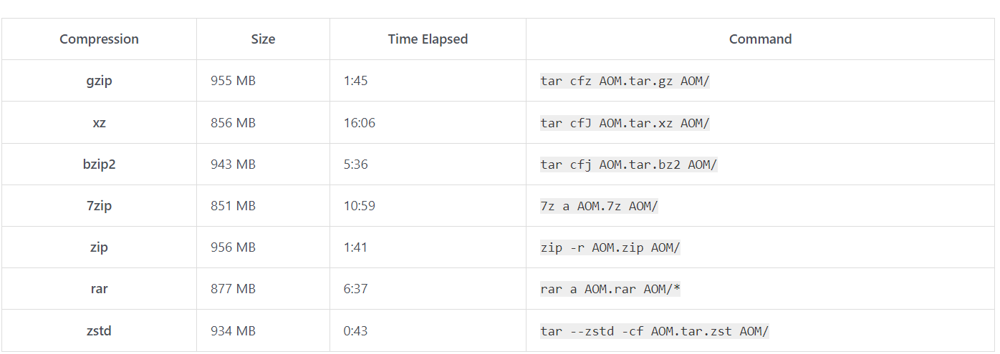 Compression Size Time Elapsed Command
gzip 955 MB 1:45 tar cfz AOM.tar.gz AOM/
xz 856 MB 16:06 tar cfJ AOM.tar.xz AOM/
bzip2 943 MB 5:36 tar cfj AOM.tar.bz2 AOM/
7zip 851 MB 10:59 7z a AOM.7z AOM/
zip 956 MB 1:41 zip -r AOM.zip AOM/
rar 877 MB 6:37 rar a AOM.rar AOM/*
zstd 934 MB 0:43 tar --zstd -cf AOM.tar.zst AOM/